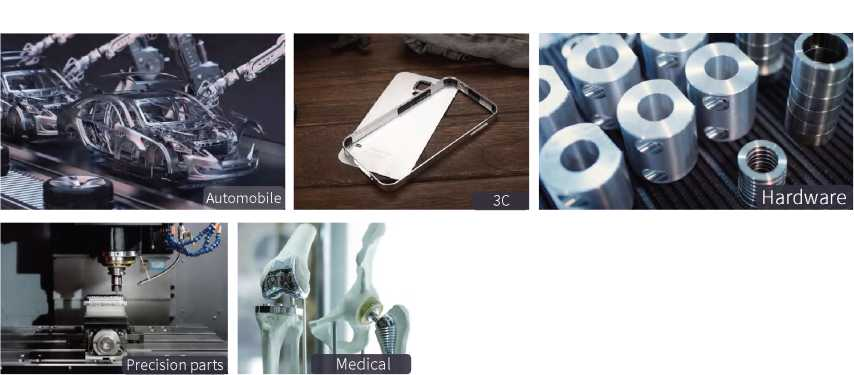 Automobile
3C
Hardware
Precision parts
Medical